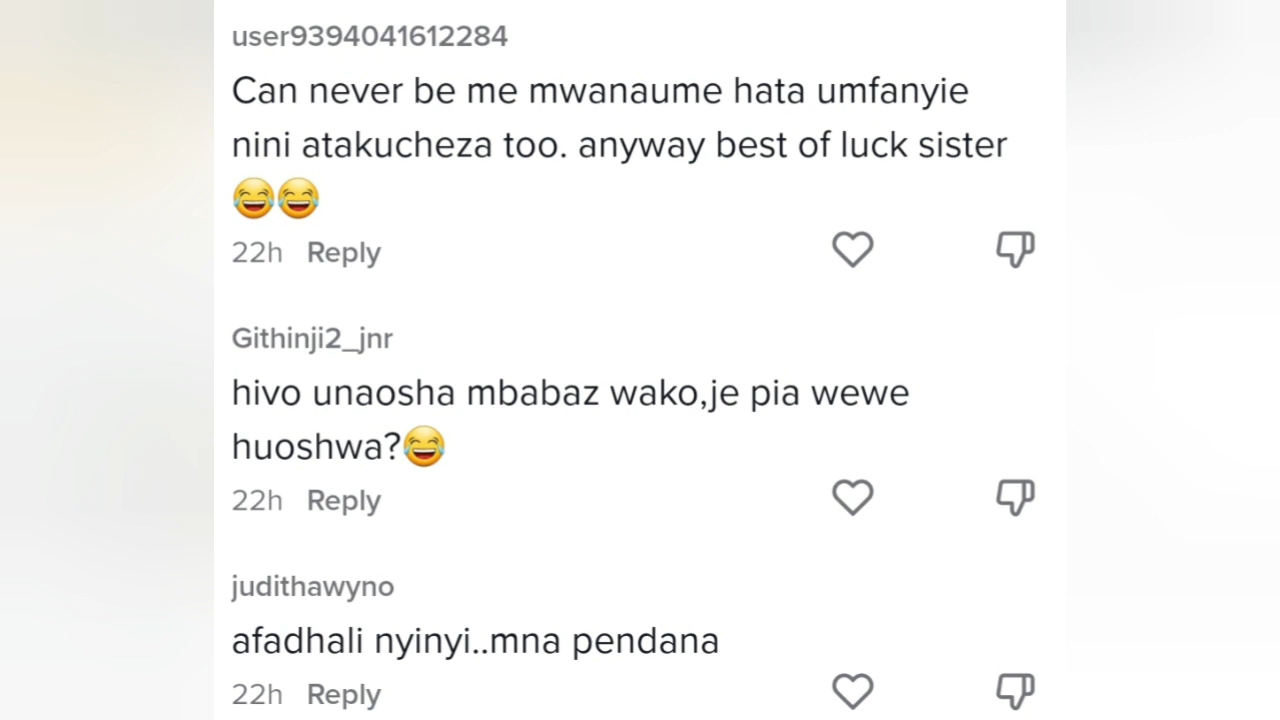 user9394041612284
Can never be me mwanaume hata umfanyie
nini atakucheza too. anyway best of luck sister
😂😂
22h Reply
Githinji2_jnr
hivo unaosha mbabaz wako,je pia wewe
huoshwa?😂
22h Reply
judithawyno
afadhali nyinyi..mna pendana
22h Reply